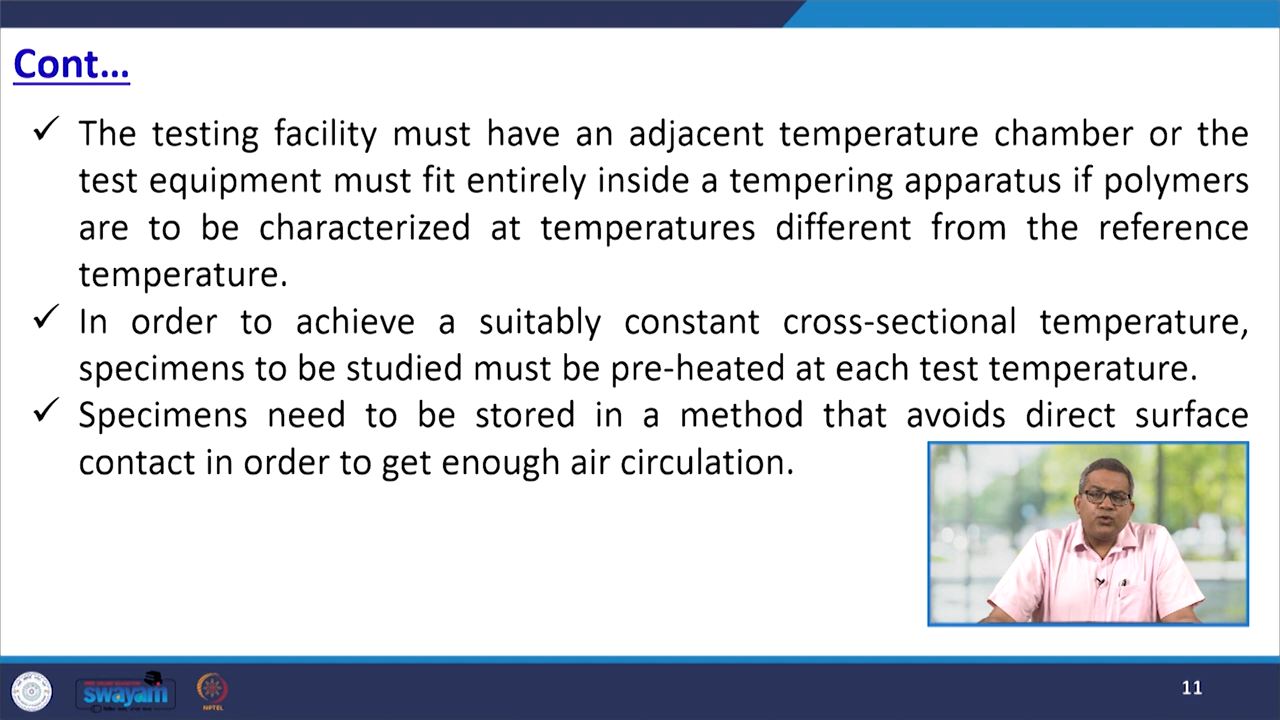 Cont…
✓ The testing facility must have an adjacent temperature chamber or the
test equipment must fit entirely inside a tempering apparatus if polymers
are to be characterized at temperatures different from the reference
temperature.
✓ In order to achieve a suitably constant cross-sectional temperature,
specimens to be studied must be pre-heated at each test temperature.
✓ Specimens need to be stored in a method that avoids direct surface
contact in order to get enough air circulation.
swayam
NPTEL
11